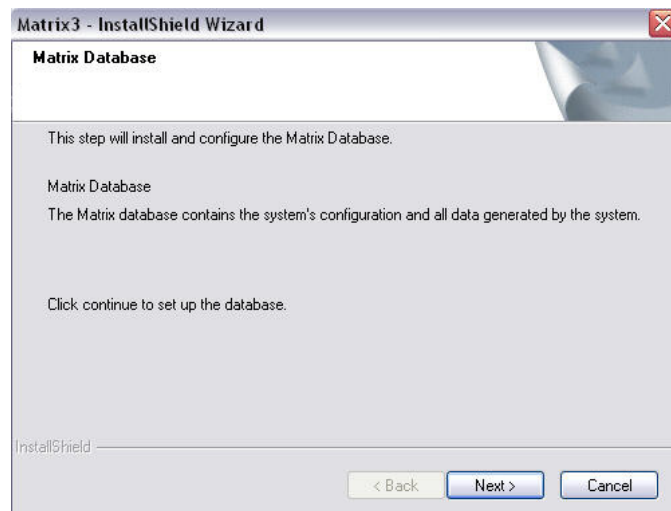 Matrix3 - InstallShield Wizard
Matrix Database
This step will install and configure the Matrix Database.
Matrix Database
The Matrix database contains the system's configuration and all data generated by the system.
Click continue to set up the database.
InstallShield
< Back Next > Cancel